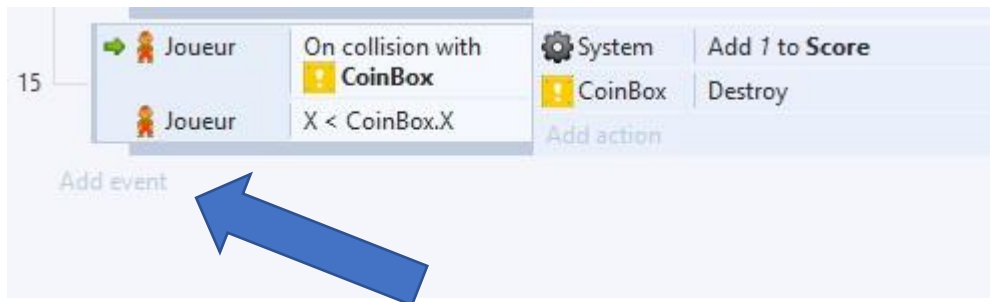 15
Joueur On collision with System Add 1 to Score
CoinBox CoinBox Destroy
Joueur X < CoinBox.X Add action
Add event